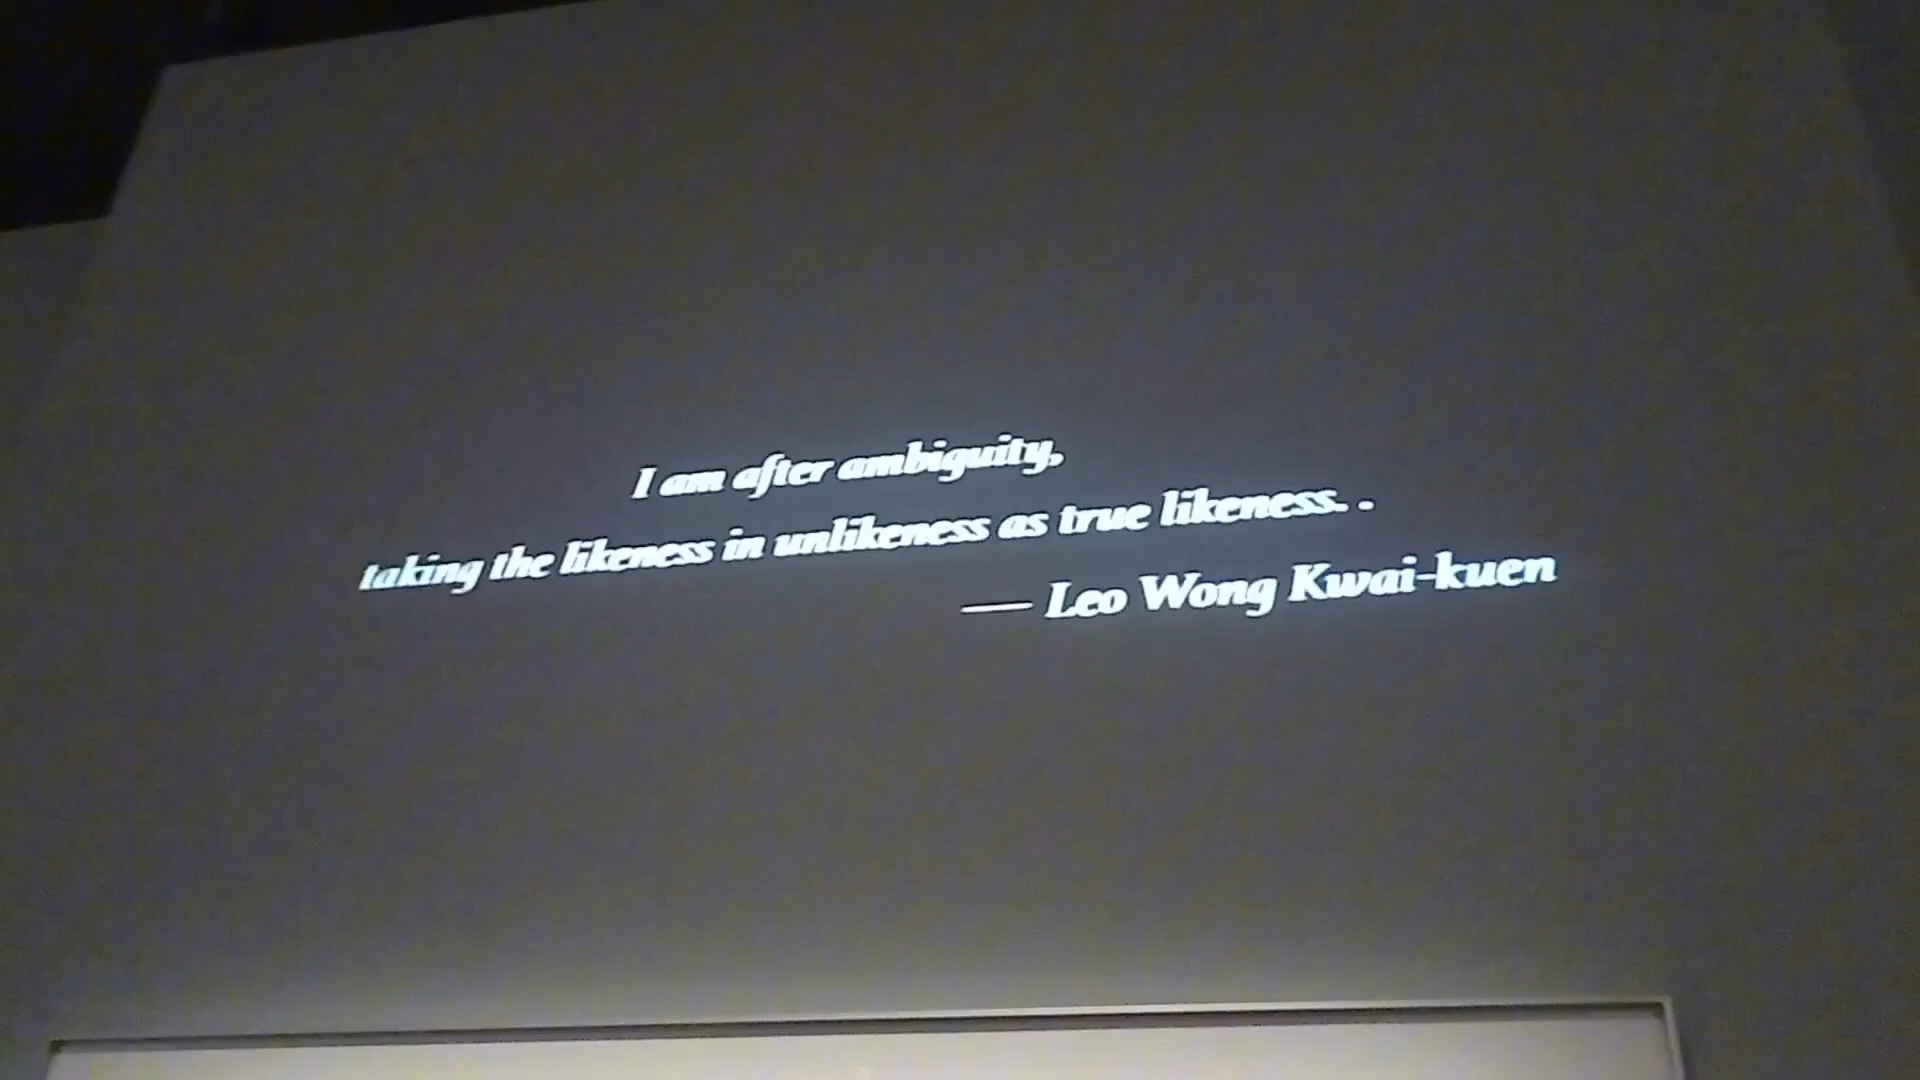 I am after ambiguity,
taking the likeness in unlikeness as true likeness. .
— Leo Wong Kwai-kuen